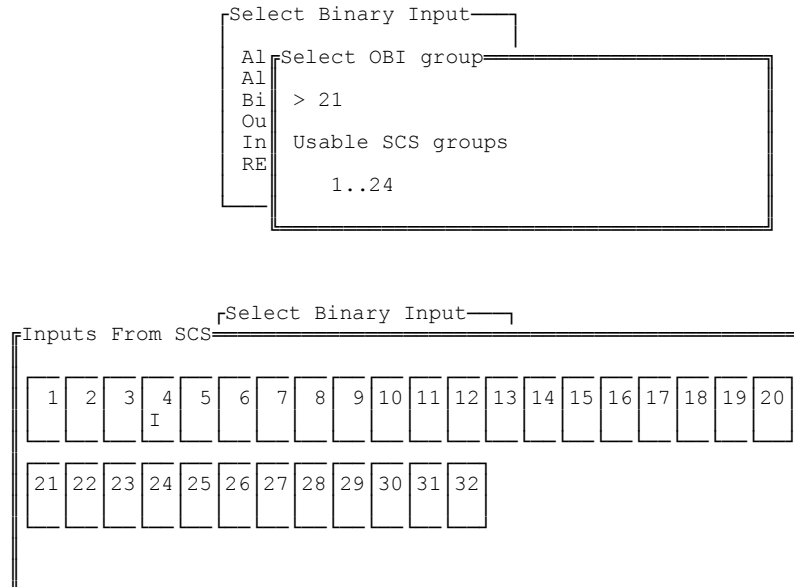 Select Binary Input
Select OBI group
Al
Al
Bi
> 21
Ou
In
Usable SCS groups
RE
1..24
Select Binary Input
Inputs From SCS
1 2 3 4 5 6 7 8 9 10 11 12 13 14 15 16 17 18 19 20
I
21 22 23 24 25 26 27 28 29 30 31 32